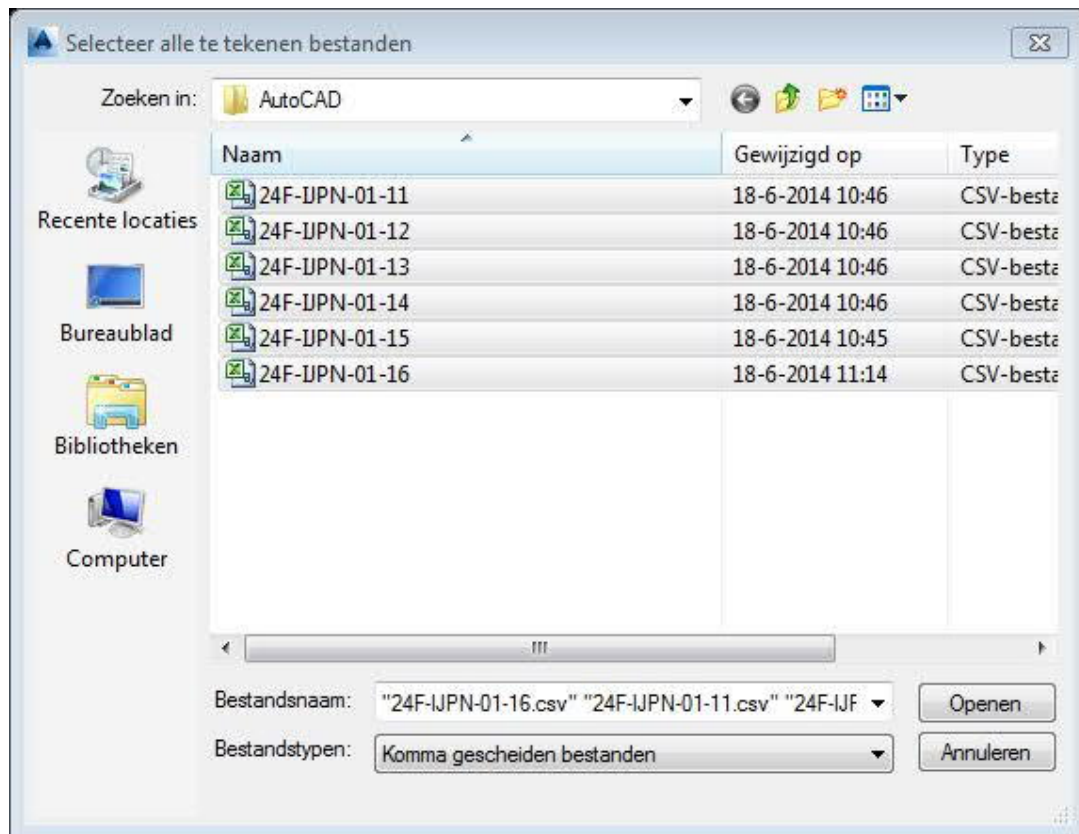 Selecteer alle te tekenen bestanden
Zoeken in: AutoCAD
Naam Gewijzigd op Type
24F-IJPN-01-11 18-6-2014 10:46 CSV-besta
24F-IJPN-01-12 18-6-2014 10:46 CSV-besta
24F-IJPN-01-13 18-6-2014 10:46 CSV-besta
24F-IJPN-01-14 18-6-2014 10:46 CSV-besta
24F-IJPN-01-15 18-6-2014 10:45 CSV-besta
24F-IJPN-01-16 18-6-2014 11:14 CSV-besta
Recente locaties
Bureaublad
Bibliotheken
Computer
Bestandsnaam: "24F-IJPN-01-16.csv" "24F-IJPN-01-11.csv" "24F-IJF Openen
Bestandstypen: Komma gescheiden bestanden Annuleren